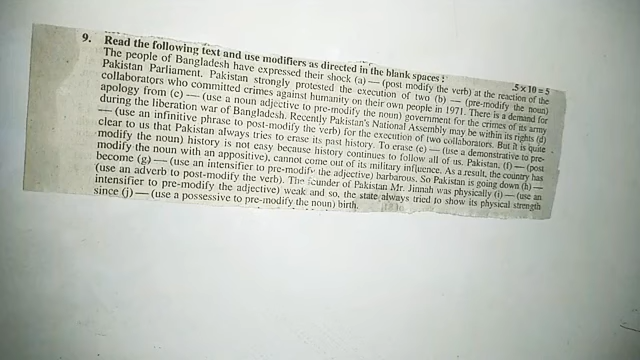 9. Read the following text and use modifiers as directed in the blank spaces : .5 x 10 = 5
The people of Bangladesh have expressed their shock (a) — (post modify the verb) at the reaction of the
Pakistan Parliament. Pakistan strongly protested the execution of two (b) — (pre-modify the noun)
collaborators who committed crimes against humanity on their own people in 1971. There is a demand for
apology from (c) — (use a noun adjective to pre-modify the noun) government for the crimes of its army
during the liberation war of Bangladesh. Recently Pakistan's National Assembly may be within its rights (d)
— (use an infinitive phrase to post-modify the verb) for the execution of two collaborators. But it is quite
clear to us that Pakistan always tries to erase its past history. To erase (e) — (use a demonstrative to pre-
modify the noun) history is not easy because history continues to follow all of us. Pakistan, (f) — (post
modify the noun with an appositive), cannot come out of its military influence. As a result, the country has
become (g) — (use an intensifier to pre-modify the adjective) barbarous. So Pakistan is going down (h) —
(use an adverb to post-modify the verb). The founder of Pakistan Mr. Jinnah was physically (i) — (use an
intensifier to pre-modify the adjective) weak and so, the state always tried to show its physical strength
since (j) — (use a possessive to pre-modify the noun) birth.